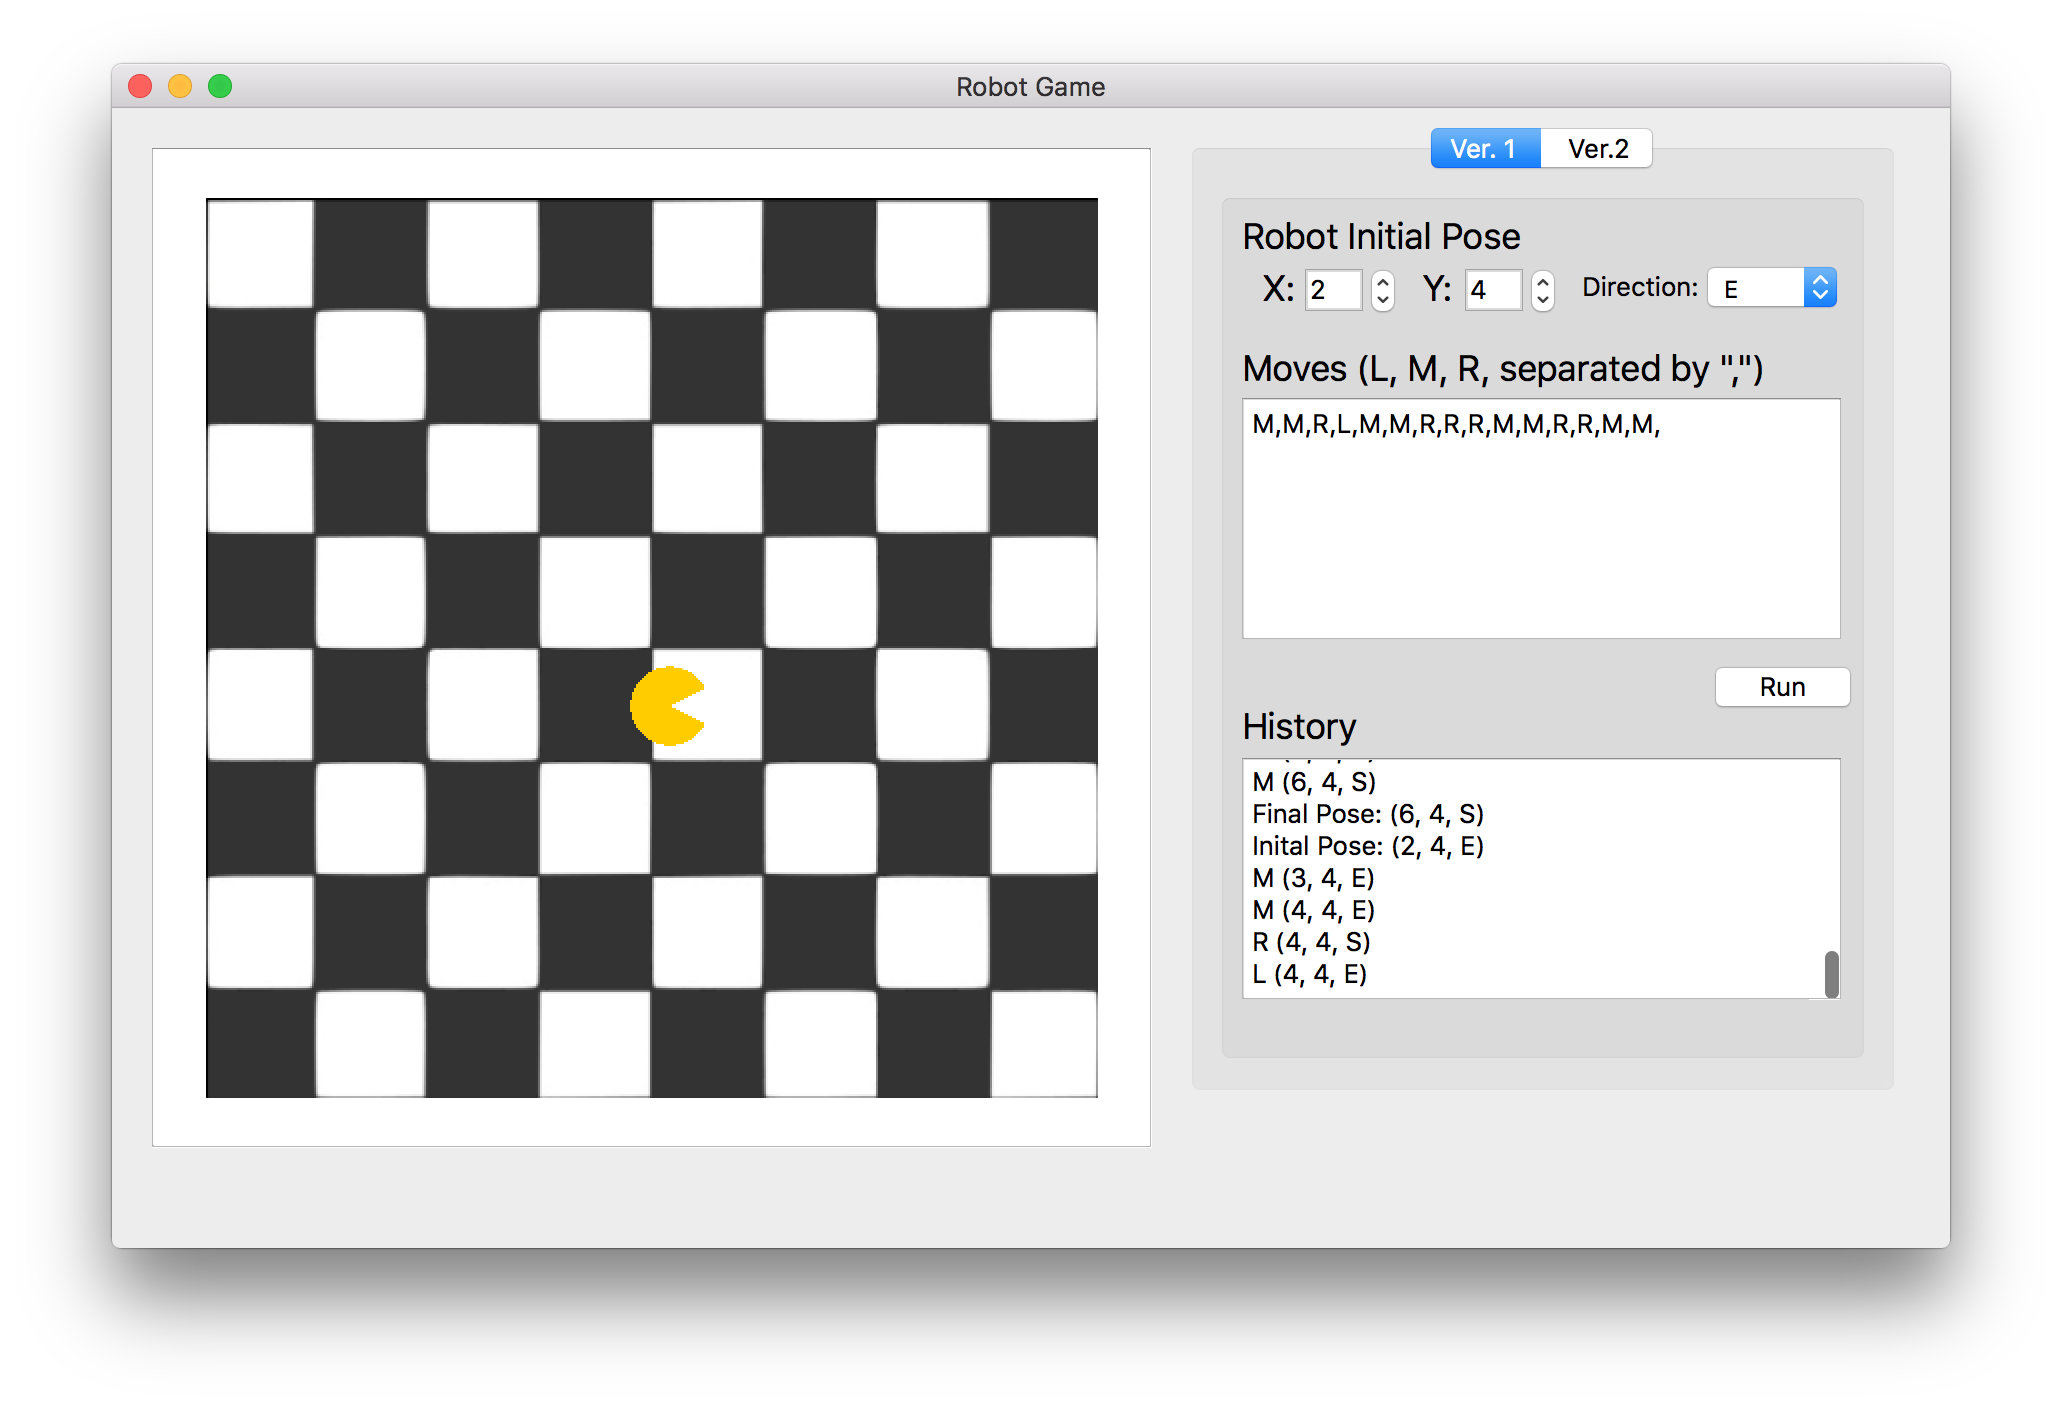 Robot Game
Ver. 1 Ver.2
Robot Initial Pose
X: 2 Y: 4 Direction: E
Moves (L, M, R, separated by ",")
M,M,R,L,M,M,R,R,R,M,M,R,R,M,M,
Run
History
M (6, 4, S)
Final Pose: (6, 4, S)
Inital Pose: (2, 4, E)
M (3, 4, E)
M (4, 4, E)
R (4, 4, S)
L (4, 4, E)